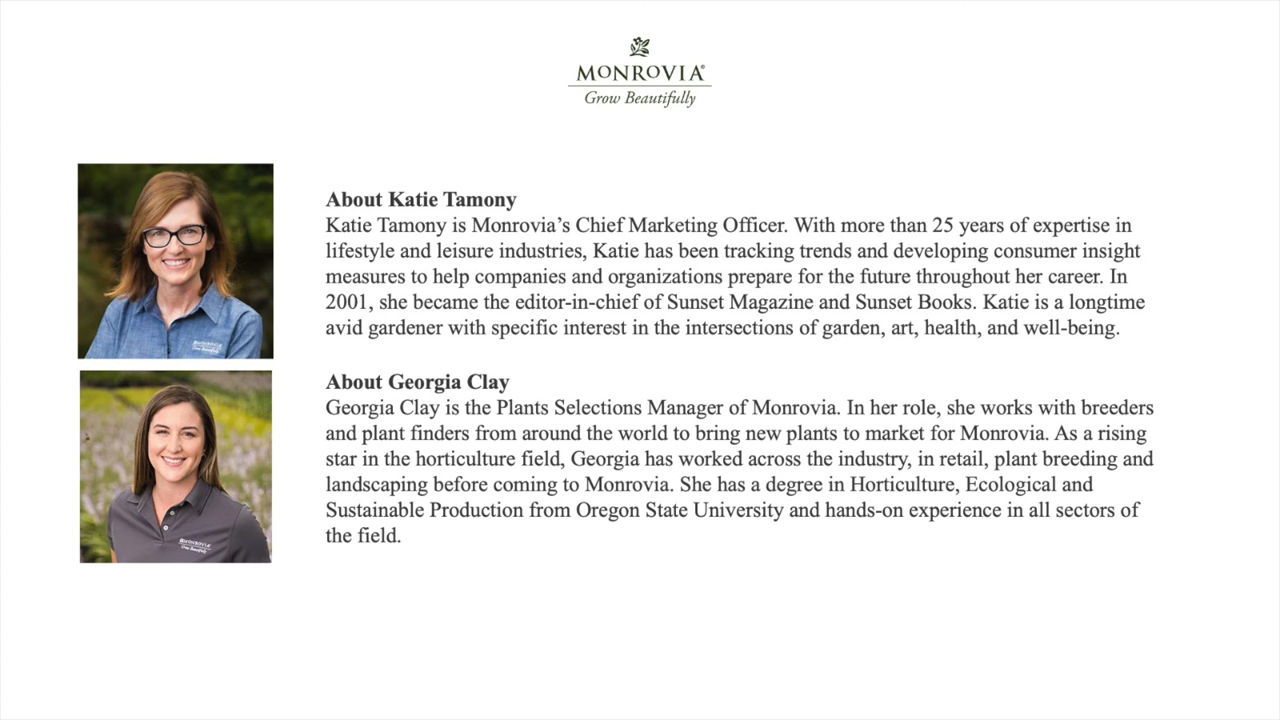 MONROVIA®
Grow Beautifully
About Katie Tamony
Katie Tamony is Monrovia’s Chief Marketing Officer. With more than 25 years of expertise in
lifestyle and leisure industries, Katie has been tracking trends and developing consumer insight
measures to help companies and organizations prepare for the future throughout her career. In
2001, she became the editor-in-chief of Sunset Magazine and Sunset Books. Katie is a longtime
avid gardener with specific interest in the intersections of garden, art, health, and well-being.
MONROVIA
Grow Beautifully
About Georgia Clay
Georgia Clay is the Plants Selections Manager of Monrovia. In her role, she works with breeders
and plant finders from around the world to bring new plants to market for Monrovia. As a rising
star in the horticulture field, Georgia has worked across the industry, in retail, plant breeding and
landscaping before coming to Monrovia. She has a degree in Horticulture, Ecological and
Sustainable Production from Oregon State University and hands-on experience in all sectors of
the field.
MONROVIA
Grow Beautifully